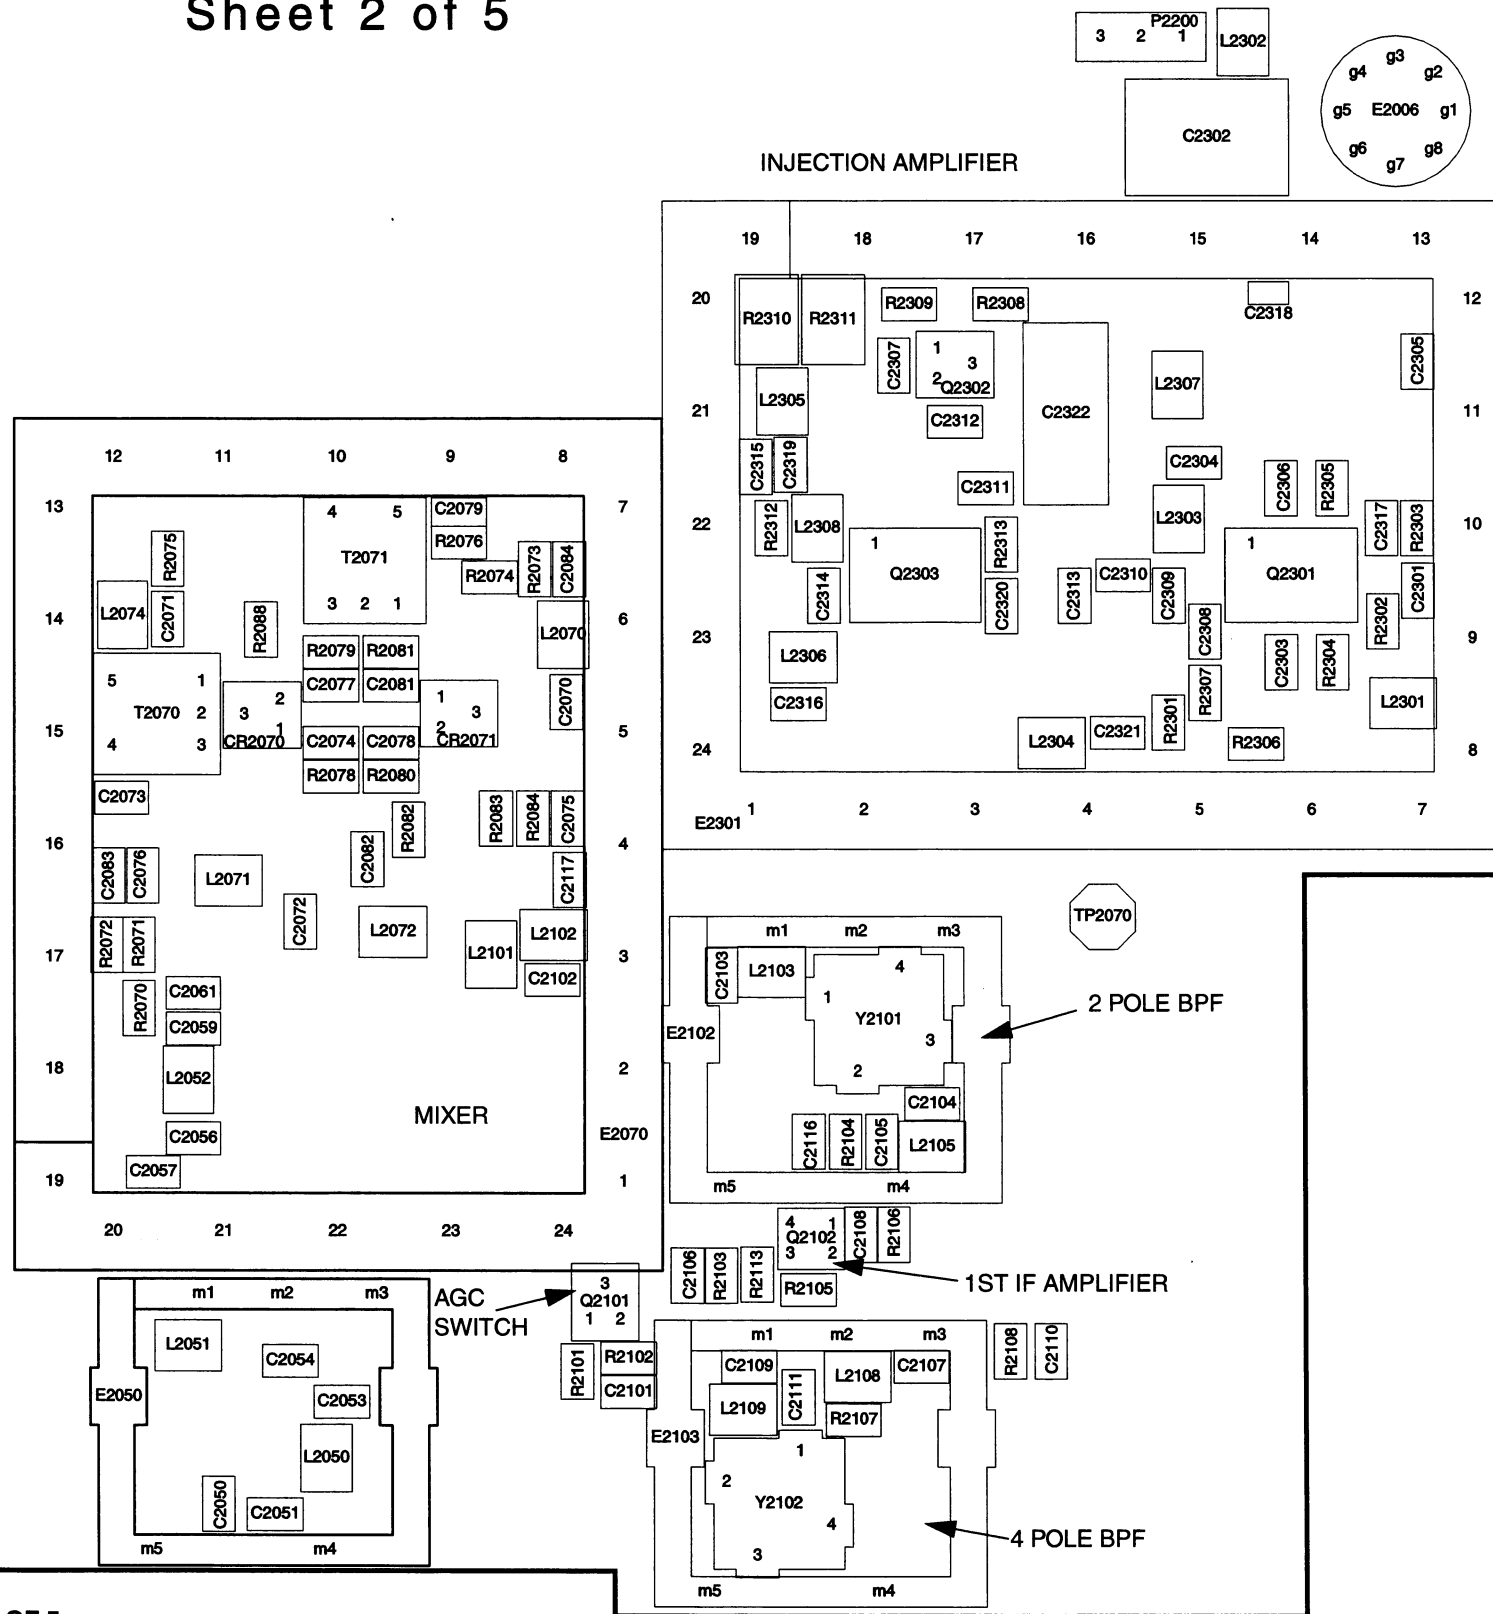 Sheet 2 of 5
P2200
3 2 1
L2302
C2302
g3
g4 g2
g5 E2006 g1
g6 g8
g7
INJECTION AMPLIFIER
19 18 17 16 15 14 13
20 12
R2310 R2311 R2309 R2308
C2318
C2307
1
3
2
Q2302
C2305
L2305
21 11
C2312
C2322
L2307
C2315 C2319
C2304
C2311
C2306 R2305
22 10
R2312 L2308
1
Q2303
R2313
L2303
1
Q2301
C2317 R2303
C2314
C2320
C2313
C2310
C2309
C2301
R2302
23 9
C2308
L2306
C2303 R2304
C2316
R2307
L2301
24 8
L2304
C2321
R2301
R2306
E2301
1 2 3 4 5 6 7
12 11 10 9 8
13 7
4 5
T2071
3 2 1
C2079
R2076
R2075
R2074
R2073 C2084
14 6
L2074
C2071
R2088
L2070
R2079 R2081
C2077 C2081
5 1
T2070 2
4 3
2
3
1
CR2070
1
3
2
CR2071
C2070
15 5
C2074 C2078
R2078 R2080
C2073
R2083 R2084 C2075
R2082
16 4
C2082
C2083 C2076
L2071
C2117
C2072
L2072
L2101
L2102
R2072 R2071
17 3
C2102
R2070
C2061
C2059
18 2
L2052
MIXER
C2056
E2070
C2057
19 1
20 21 22 23 24
TP2070
m1 m2 m3
C2103
L2103
4
1
Y2101
3
2
E2102
2 POLE BPF
C2104
C2116 R2104 C2105
L2105
m5 m4
4 1
Q2102
3 2
C2108 R2106
C2106 R2103 R2113
R2105
1ST IF AMPLIFIER
AGC
SWITCH
3
Q2101
1 2
R2101
R2102
C2101
m1 m2 m3
L2051
C2054
E2050
C2053
L2050
C2050
C2051
m5 m4
m1 m2 m3
R2108 C2110
C2109
L2108
C2107
L2109
C2111
R2107
E2103
1
2
Y2102
4
3
4 POLE BPF
m5 m4